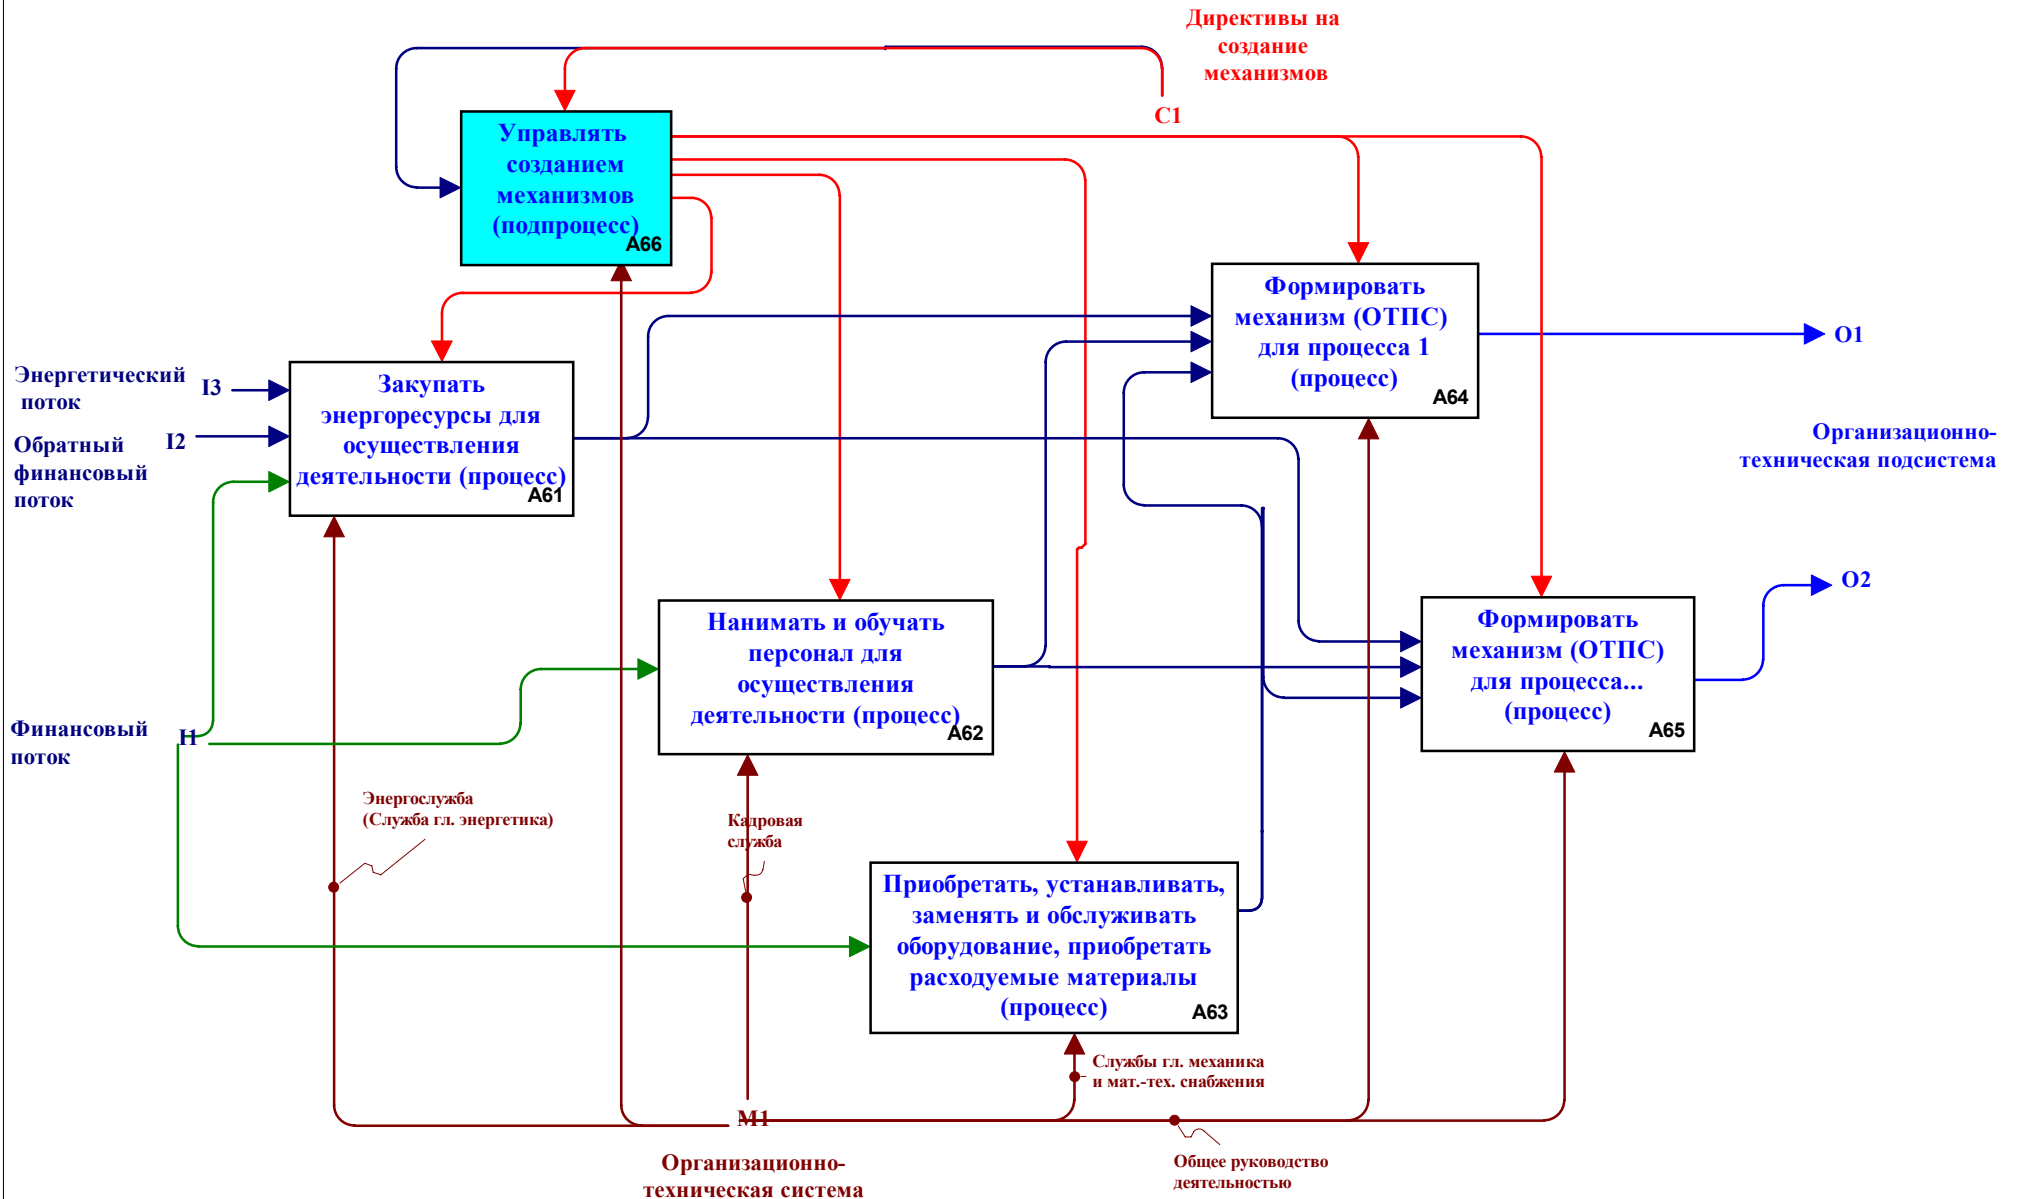 Директивы на
создание
механизмов
C1
Управлять
созданием
механизмов
(подпроцесс)
A66
Формировать
механизм (ОТПС)
для процесса 1
(процесс)
A64
O1
Энергетический
поток
I3
Обратный
финансовый
поток
I2
Закупать
энергоресурсы для
осуществления
деятельности (процесс)
A61
Организационно-
техническая подсистема
O2
Нанимать и обучать
персонал для
осуществления
деятельности (процесс)
A62
Формировать
механизм (ОТПС)
для процесса...
(процесс)
A65
Финансовый
поток
I1
Энергослужба
(Служба гл. энергетика)
Кадровая
служба
Приобретать, устанавливать,
заменять и обслуживать
оборудование, приобретать
расходуемые материалы
(процесс)
A63
Службы гл. механика
и мат.-тех. снабжения
M1
Организационно-
техническая система
Общее руководство
деятельностью